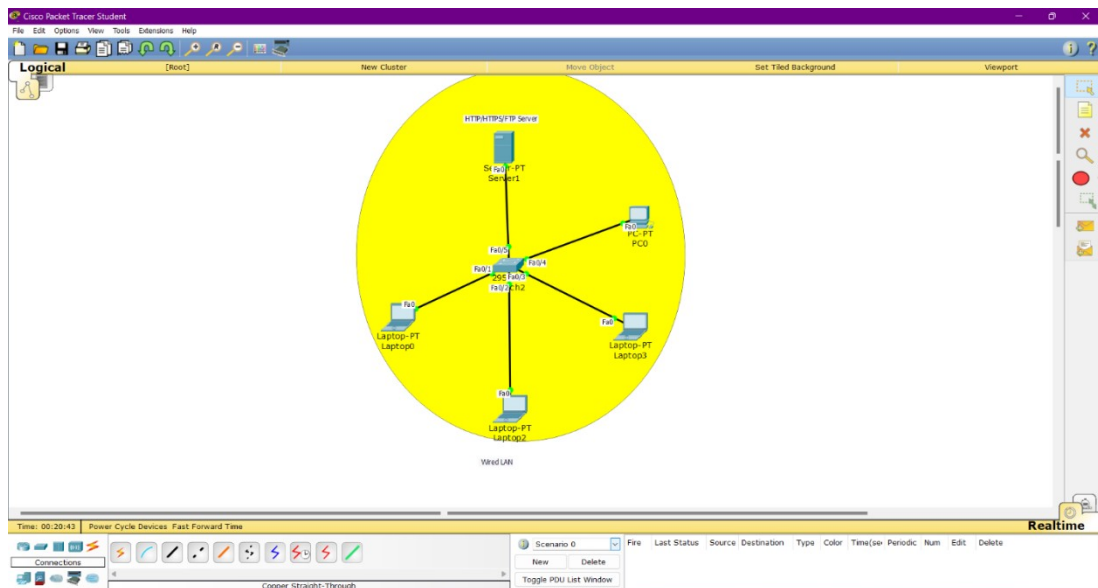 Cisco Packet Tracer Student
File Edit Options View Tools Extensions Help
Logical [Root] New Cluster Move Object Set Tiled Background Viewport
HTTP/HTTPS/FTP Server
Fa0
Server1
Fa0
PC-PT
PC0
Fa0/5
Fa0/4
Fa0/1
Fa0/3
Fa0/2
Fa0
Laptop-PT
Laptop0
Fa0
Laptop-PT
Laptop3
Fa0
Laptop-PT
Laptop2
Wired LAN
Time: 00:20:43 Power Cycle Devices Fast Forward Time Realtime
Scenario 0 Fire Last Status Source Destination Type Color Time(sec Periodic Num Edit Delete
Connections
New Delete
Toggle PDU List Window
Copper Straight-Through